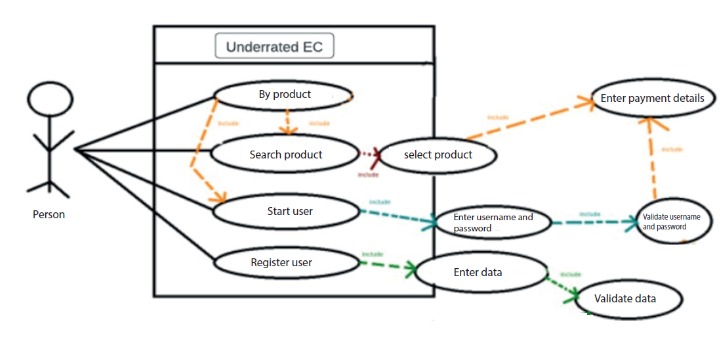 Underrated EC
By product
Enter payment details
include
include
include
include
Search product
select product
include
Person
Start user
include
Enter username and
password
include
Validate username
and password
Register user
include
Enter data
include
Validate data